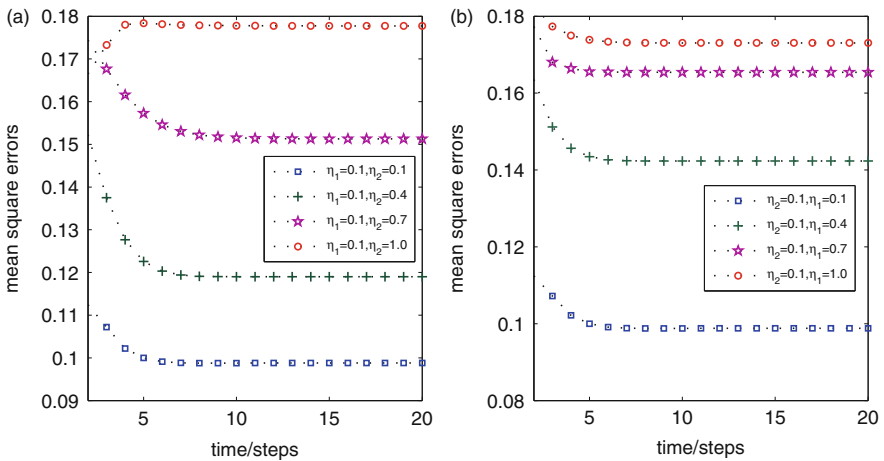 (a)
0.18
0.17
0.16
0.15
0.14
0.13
0.12
0.11
0.1
0.09
mean square errors
5
10
15
20
time/steps
η1=0.1,η2=0.1
η1=0.1,η2=0.4
η1=0.1,η2=0.7
η1=0.1,η2=1.0
(b)
0.18
0.16
0.14
0.12
0.1
0.08
mean square errors
5
10
15
20
time/steps
η2=0.1,η1=0.1
η2=0.1,η1=0.4
η2=0.1,η1=0.7
η2=0.1,η1=1.0